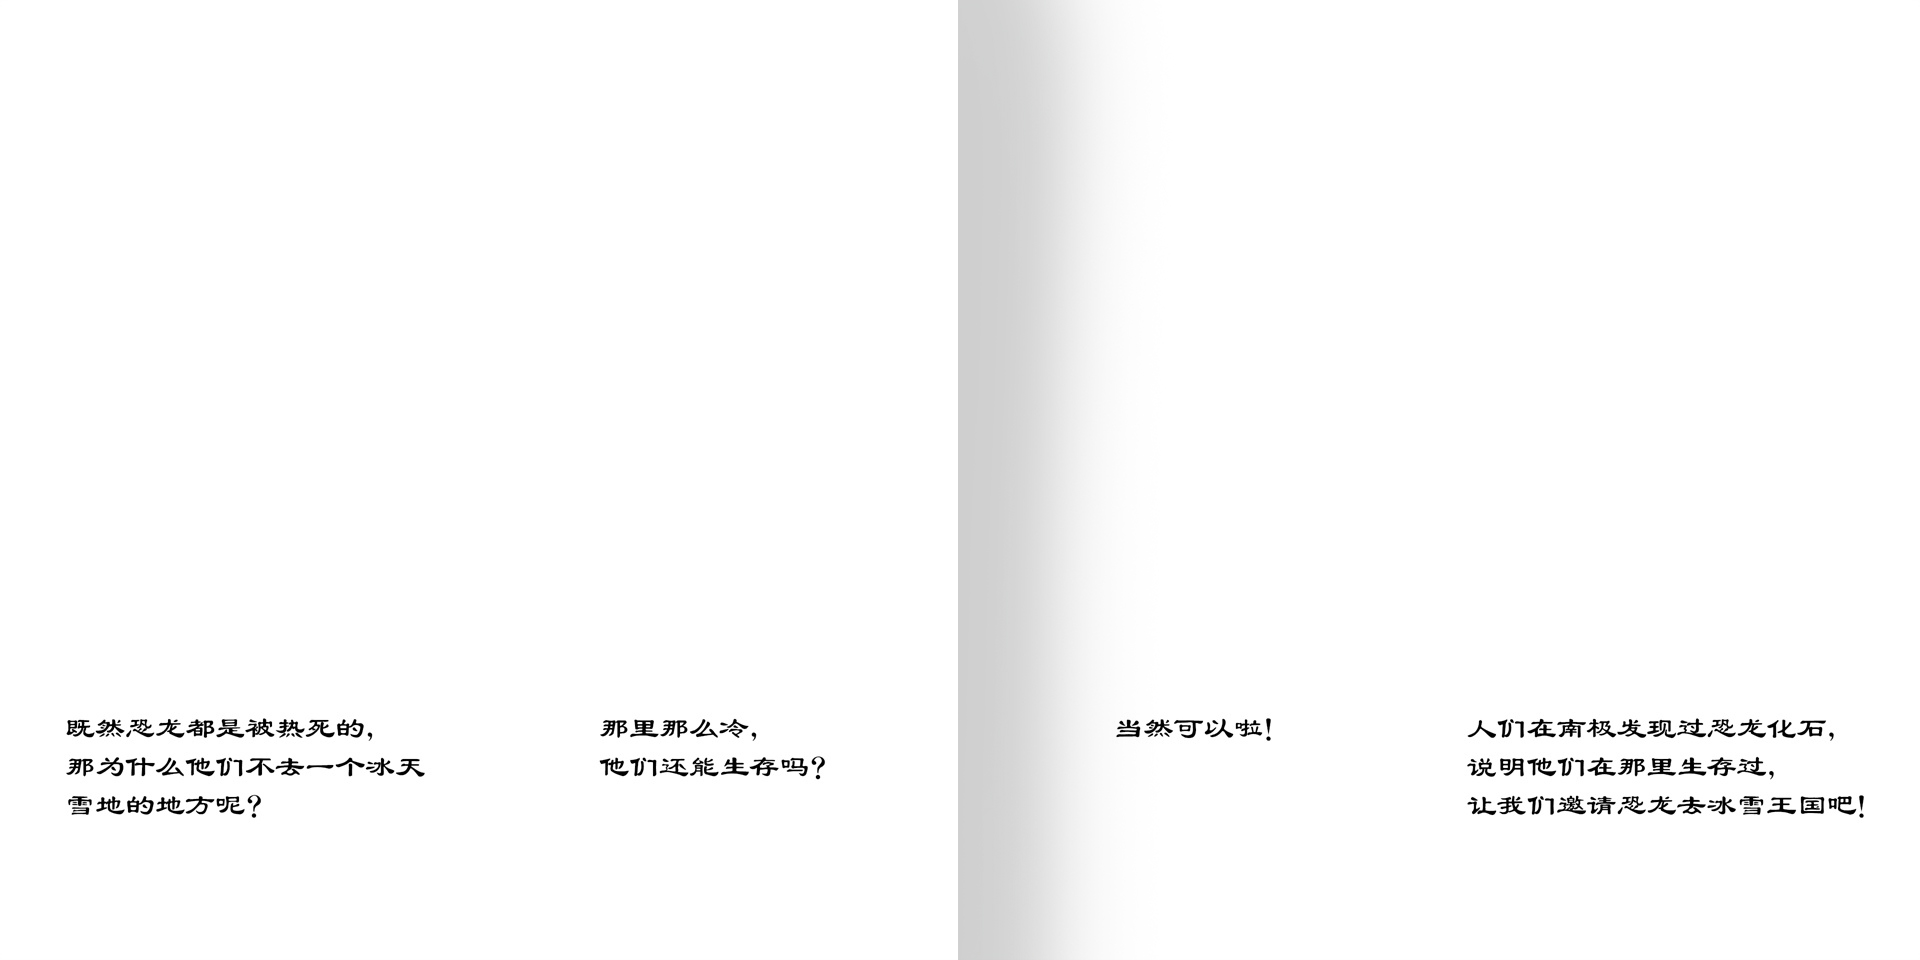 既然恐龙都是被热死的，
那为什么他们不去一个冰天
雪地的地方呢？
那里那么冷，
他们还能生存吗？
当然可以啦！
人们在南极发现过恐龙化石，
说明他们在那里生存过，
让我们邀请恐龙去冰雪王国吧！